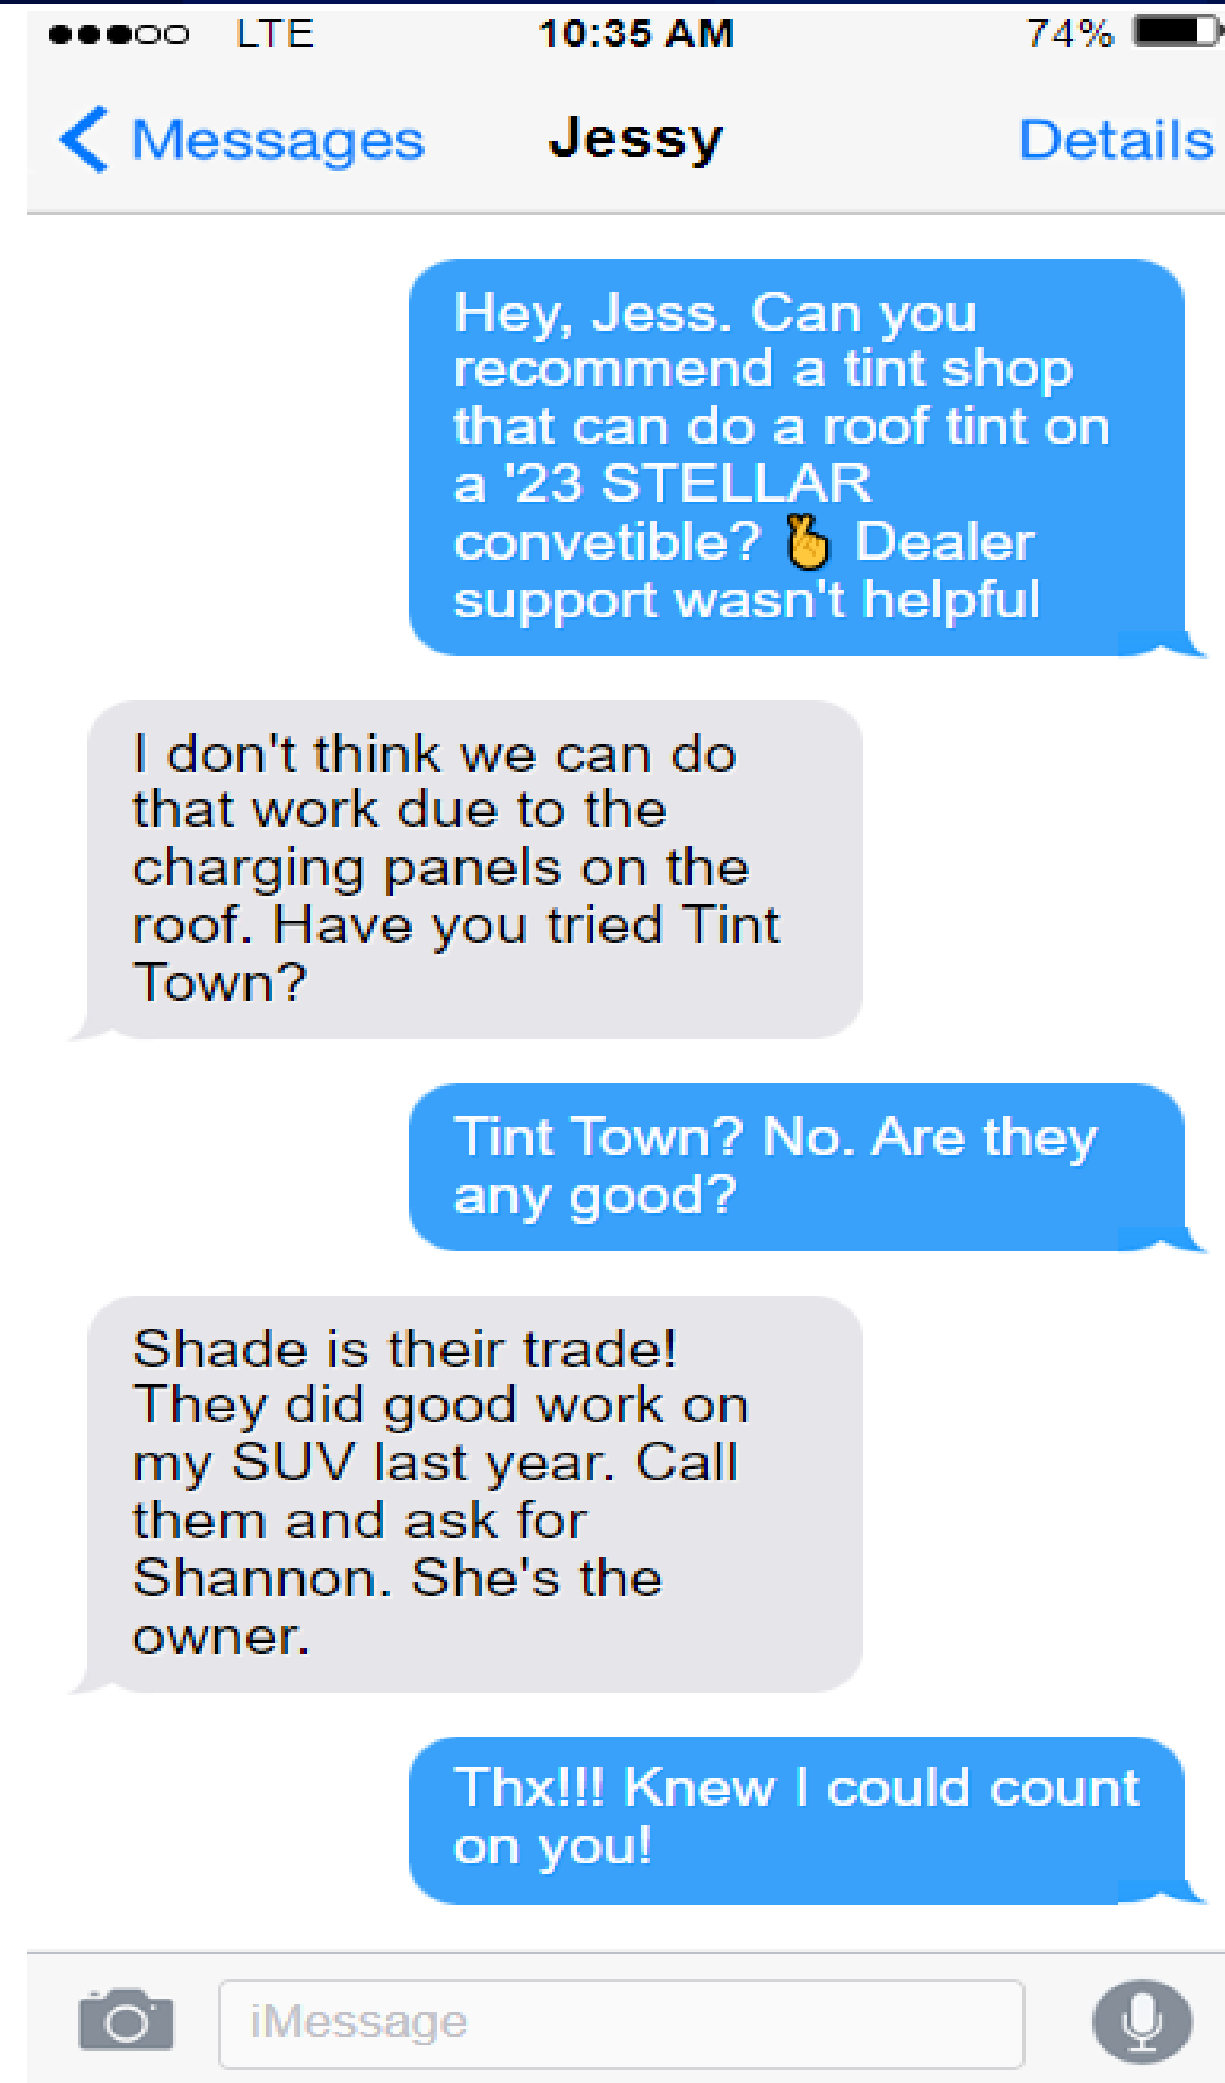 LTE 10:35 AM 74%
Messages Jessy Details
Hey, Jess. Can you
recommend a tint shop
that can do a roof tint on
a '23 STELLAR
convetible? 🫰 Dealer
support wasn't helpful
I don't think we can do
that work due to the
charging panels on the
roof. Have you tried Tint
Town?
Tint Town? No. Are they
any good?
Shade is their trade!
They did good work on
my SUV last year. Call
them and ask for
Shannon. She's the
owner.
Thx!!! Knew I could count
on you!
iMessage